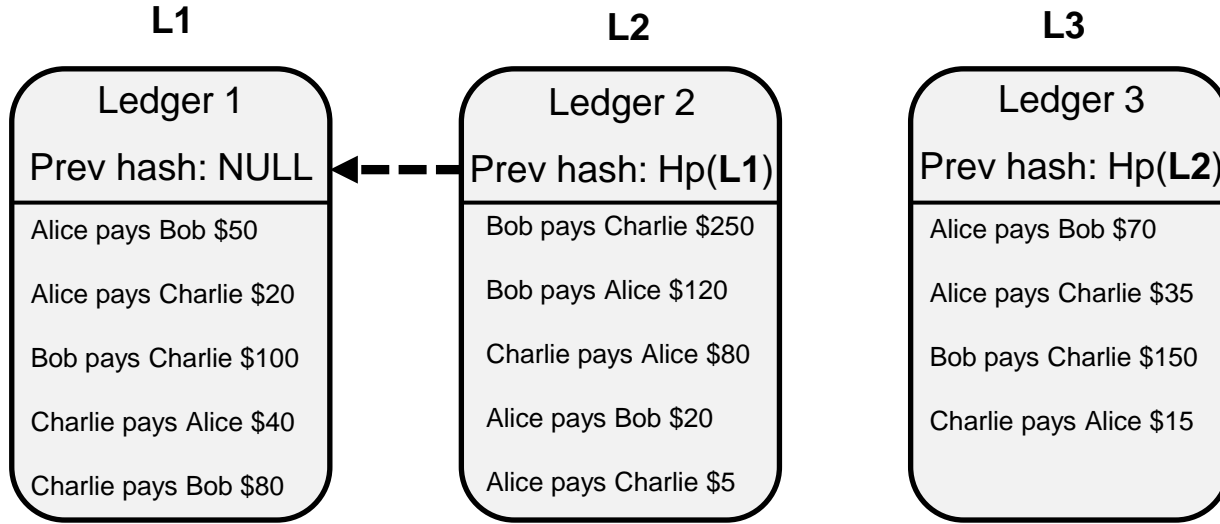 L1
Ledger 1
Prev hash: NULL
Alice pays Bob $50
Alice pays Charlie $20
Bob pays Charlie $100
Charlie pays Alice $40
Charlie pays Bob $80
L2
Ledger 2
Prev hash: Hp(L1)
Bob pays Charlie $250
Bob pays Alice $120
Charlie pays Alice $80
Alice pays Bob $20
Alice pays Charlie $5
L3
Ledger 3
Prev hash: Hp(L2)
Alice pays Bob $70
Alice pays Charlie $35
Bob pays Charlie $150
Charlie pays Alice $15